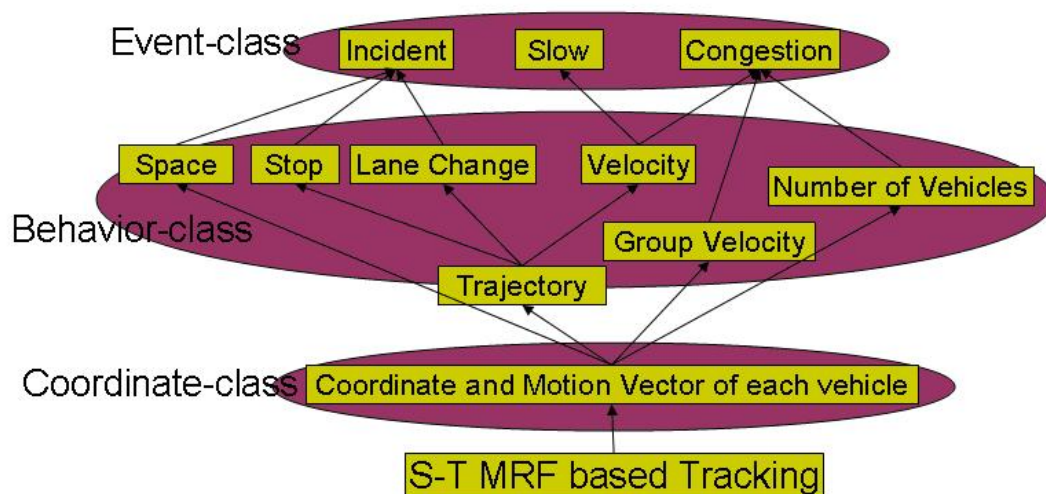 Event-class
Incident
Slow
Congestion
Space
Stop
Lane Change
Velocity
Number of Vehicles
Behavior-class
Group Velocity
Trajectory
Coordinate-class
Coordinate and Motion Vector of each vehicle
S-T MRF based Tracking